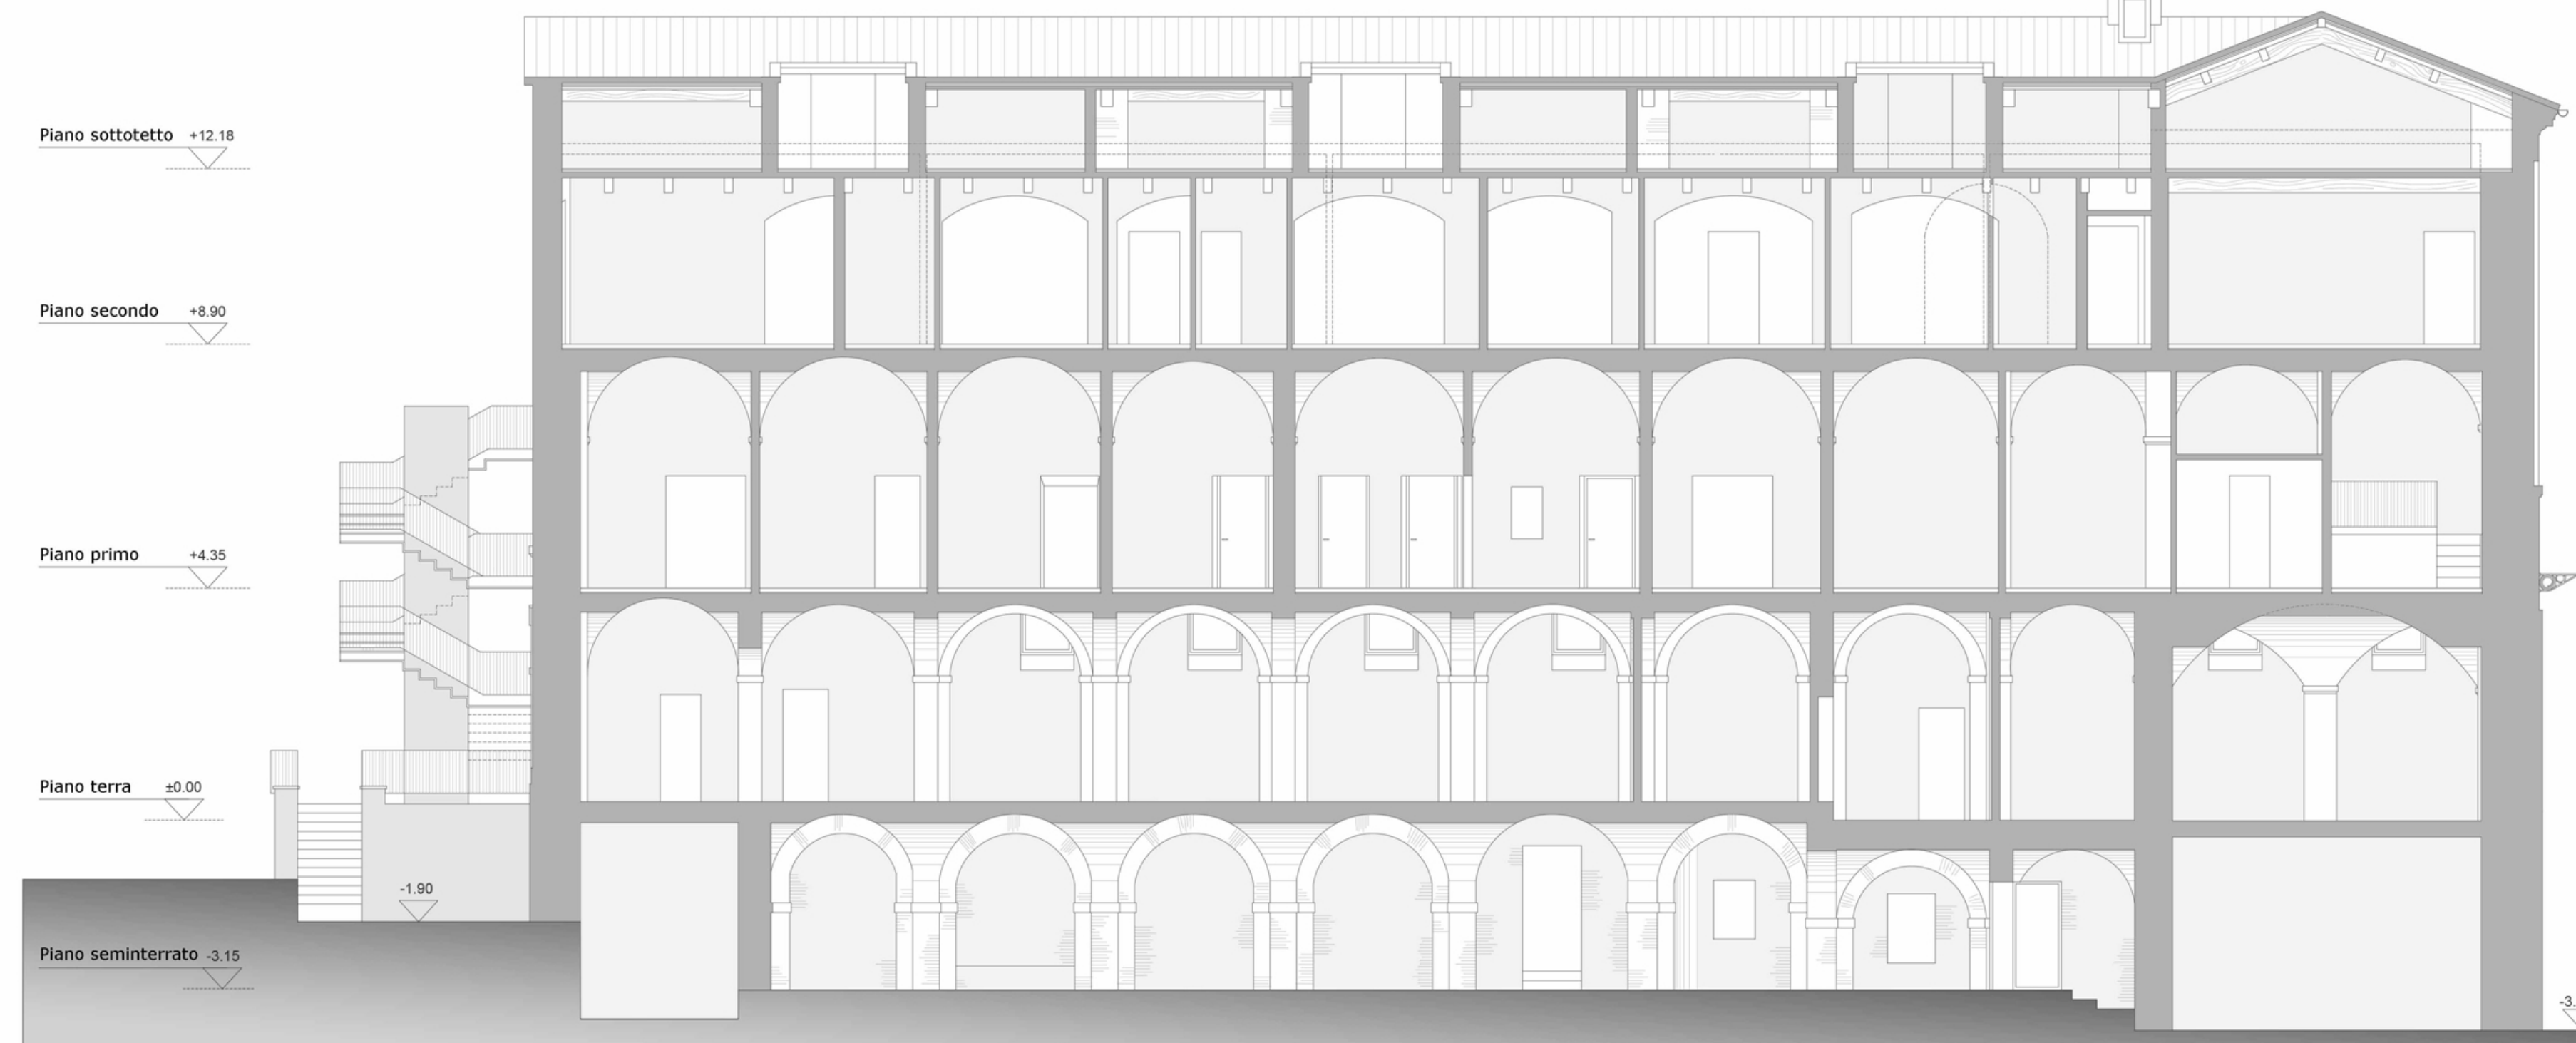 Piano sottotetto +12.18
Piano secondo +8.90
Piano primo +4.35
Piano terra ±0.00
-1.90
Piano seminterrato -3.15
-3.